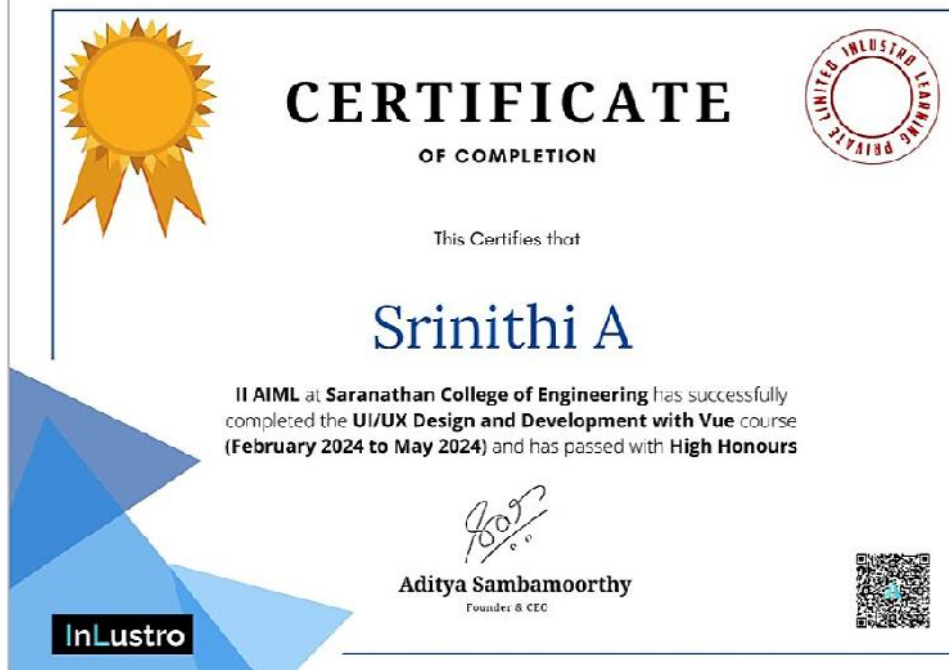 CERTIFICATE
OF COMPLETION
INLUSTRO LEARNING PRIVATE LIMITED
This Certifies that
Srinithi A
II AIML at Saranathan College of Engineering has successfully
completed the UI/UX Design and Development with Vue course
(February 2024 to May 2024) and has passed with High Honours
Aditya Sambamoorthy
Founder & CEO
InLustro